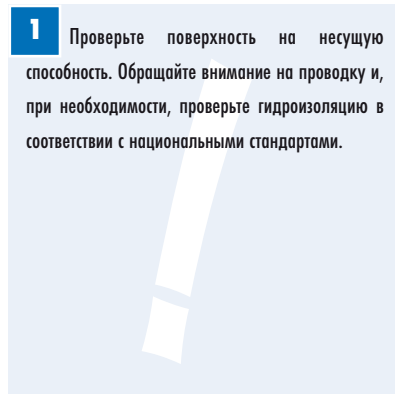 1 Проверьте поверхность на несущую
способность. Обращайте внимание на проводку и,
при необходимости, проверьте гидроизоляцию в
соответствии с национальными стандартами.
!